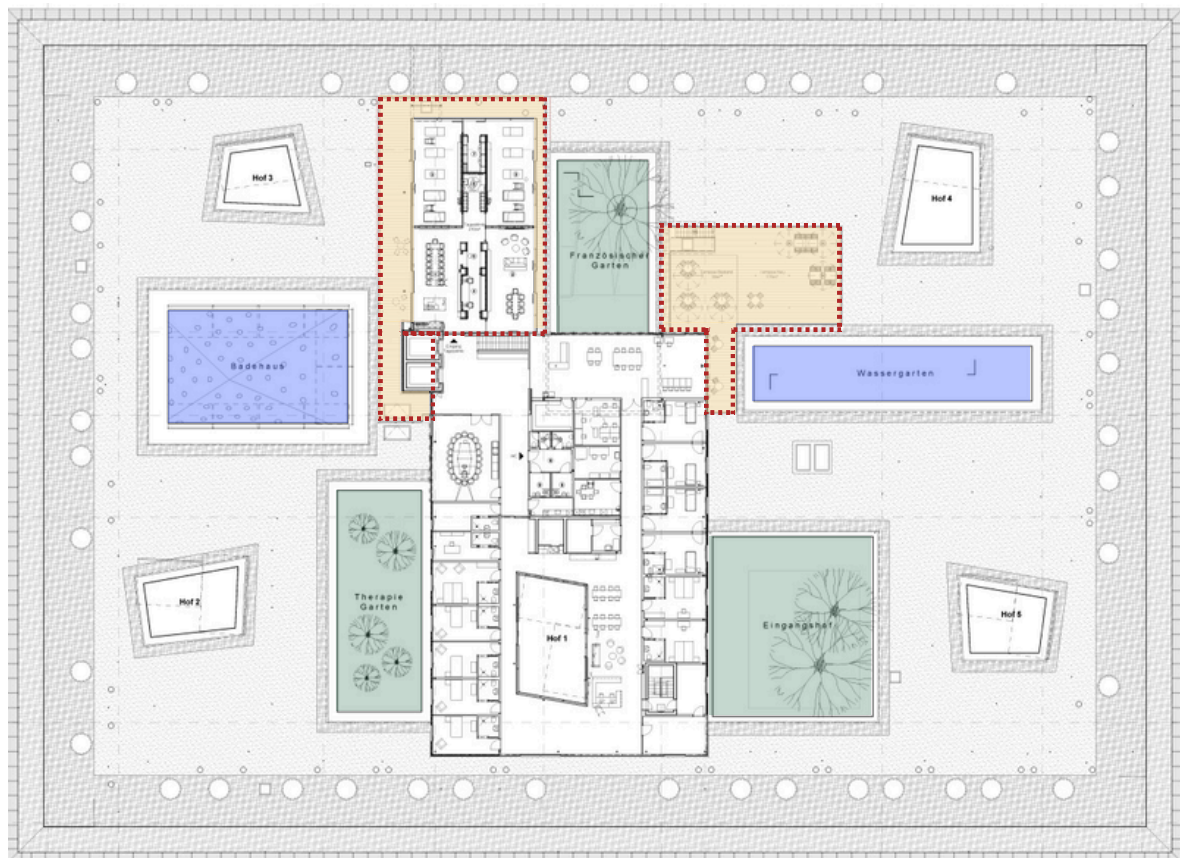 Hof 3
Hof 4
Französischer
Garten
Badehaus
Wassergarten
Therapie
Garten
Hof 2
Hof 1
Eingangshof
Hof 5